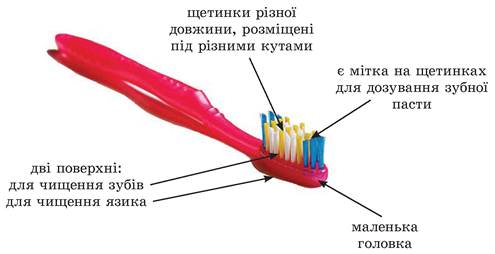 щетинки різної
довжини, розміщені
під різними кутами
є мітка на щетинках
для дозування зубної
пасти
дві поверхні:
для чищення зубів
для чищення язика
маленька
головка